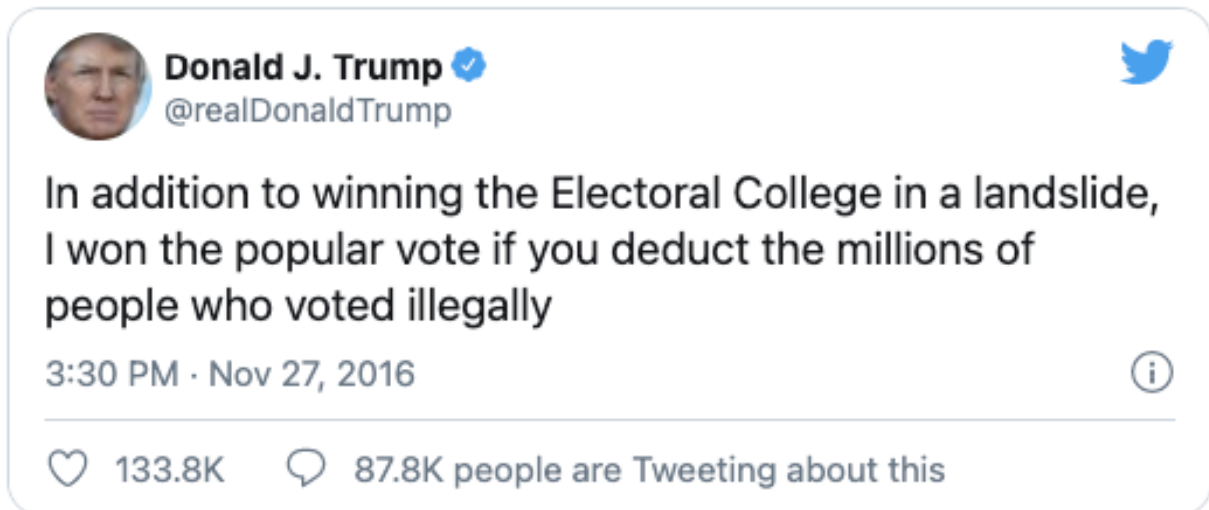 Donald J. Trump
@realDonaldTrump
In addition to winning the Electoral College in a landslide,
I won the popular vote if you deduct the millions of
people who voted illegally
3:30 PM · Nov 27, 2016
133.8K 87.8K people are Tweeting about this